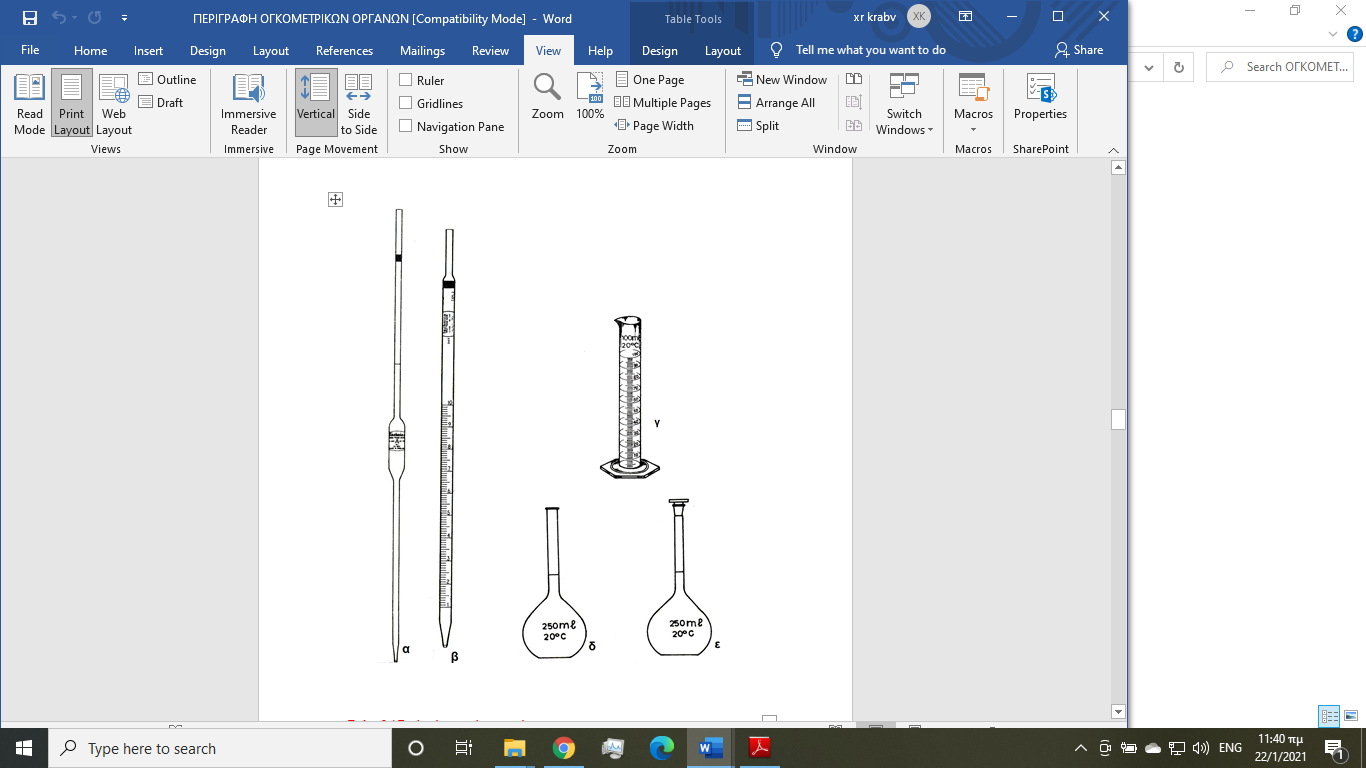 ΠΕΡΙΓΡΑΦΗ ΟΓΚΟΜΕΤΡΙΚΩΝ ΟΡΓΑΝΩΝ [Compatibility Mode] - Word
Table Tools
xr krabv
XK
File Home Insert Design Layout References Mailings Review View Help Design Layout Tell me what you want to do Share
Search ΟΓΚΟΜΕΤ...
Read Mode
Print Layout
Web Layout
Outline
Draft
Views
Immersive Reader
Immersive
Vertical
Side to Side
Page Movement
Ruler
Gridlines
Navigation Pane
Show
Zoom
100
100%
One Page
Multiple Pages
Page Width
Zoom
New Window
Arrange All
Split
Switch Windows
Window
Macros
Macros
Properties
SharePoint
100ml
20°C
γ
250ml
20°C
δ
250ml
20°C
ε
α
β
Type here to search
ENG
11:40 πμ
22/1/2021
1